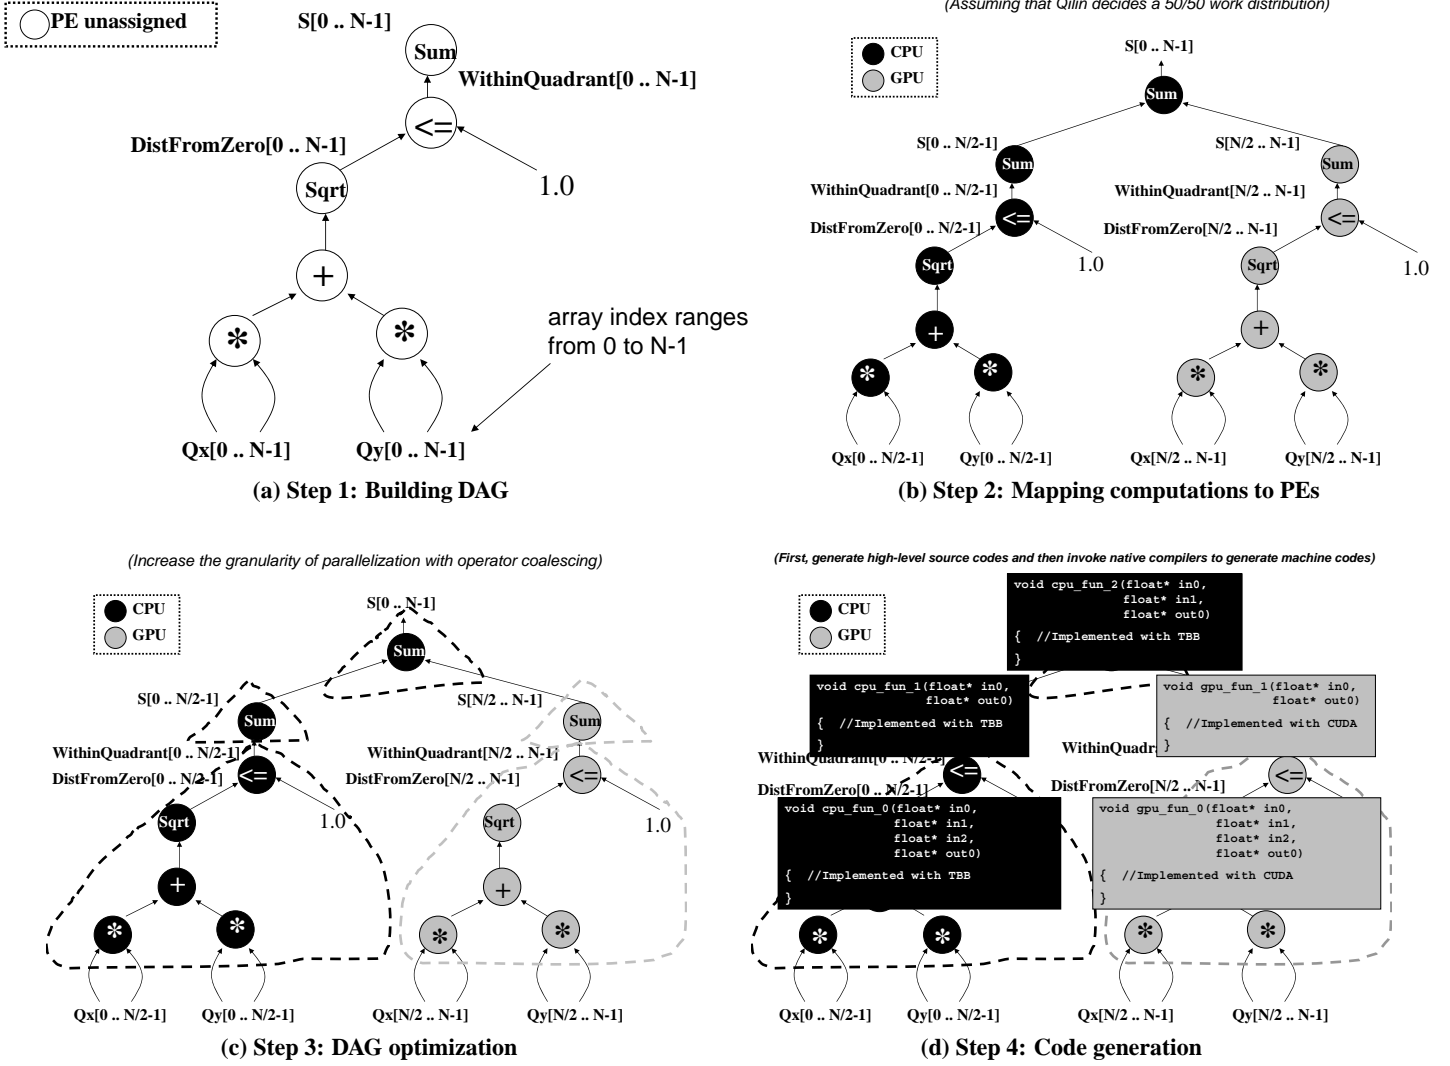 PE unassigned
S[0 .. N-1]
Sum
WithinQuadrant[0 .. N-1]
<=
DistFromZero[0 .. N-1]
Sqrt
1.0
+
*
*
array index ranges
from 0 to N-1
Qx[0 .. N-1]
Qy[0 .. N-1]
(a) Step 1: Building DAG
(Assuming that Qilin decides a 50/50 work distribution)
CPU
GPU
S[0 .. N-1]
Sum
S[0 .. N/2-1]
S[N/2 .. N-1]
Sum
Sum
WithinQuadrant[0 .. N/2-1]
WithinQuadrant[N/2 .. N-1]
<=
<=
DistFromZero[0 .. N/2-1]
DistFromZero[N/2 .. N-1]
Sqrt
1.0
Sqrt
1.0
+
+
*
*
*
*
Qx[0 .. N/2-1]
Qy[0 .. N/2-1]
Qx[N/2 .. N-1]
Qy[N/2 .. N-1]
(b) Step 2: Mapping computations to PEs
(Increase the granularity of parallelization with operator coalescing)
CPU
GPU
S[0 .. N-1]
Sum
S[0 .. N/2-1]
S[N/2 .. N-1]
Sum
Sum
WithinQuadrant[0 .. N/2-1]
WithinQuadrant[N/2 .. N-1]
DistFromZero[0 .. N/2-1]
<=
DistFromZero[N/2 .. N-1]
<=
Sqrt
1.0
Sqrt
1.0
+
+
*
*
*
*
Qx[0 .. N/2-1]
Qy[0 .. N/2-1]
Qx[N/2 .. N-1]
Qy[N/2 .. N-1]
(c) Step 3: DAG optimization
(First, generate high-level source codes and then invoke native compilers to generate machine codes)
CPU
GPU
void cpu_fun_2(float* in0,
float* in1,
float* out0)
{ //Implemented with TBB
}
void cpu_fun_1(float* in0,
float* out0)
{ //Implemented with TBB
}
void gpu_fun_1(float* in0,
float* out0)
{ //Implemented with CUDA
}
WithinQuadrant[0 .. N/2-1]
WithinQuadr
<=
<=
DistFromZero[0 .. N/2-1]
DistFromZero[N/2 .. N-1]
void cpu_fun_0(float* in0,
float* in1,
float* in2,
float* out0)
{ //Implemented with TBB
}
void gpu_fun_0(float* in0,
float* in1,
float* in2,
float* out0)
{ //Implemented with CUDA
}
*
*
*
*
Qx[0 .. N/2-1]
Qy[0 .. N/2-1]
Qx[N/2 .. N-1]
Qy[N/2 .. N-1]
(d) Step 4: Code generation